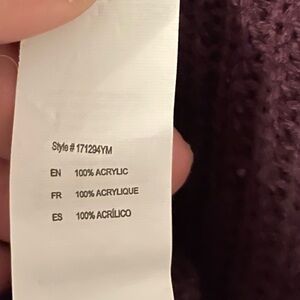 Style # 171294YM
EN 100% ACRYLIC
FR 100% ACRYLIQUE
ES 100% ACRÍLICO